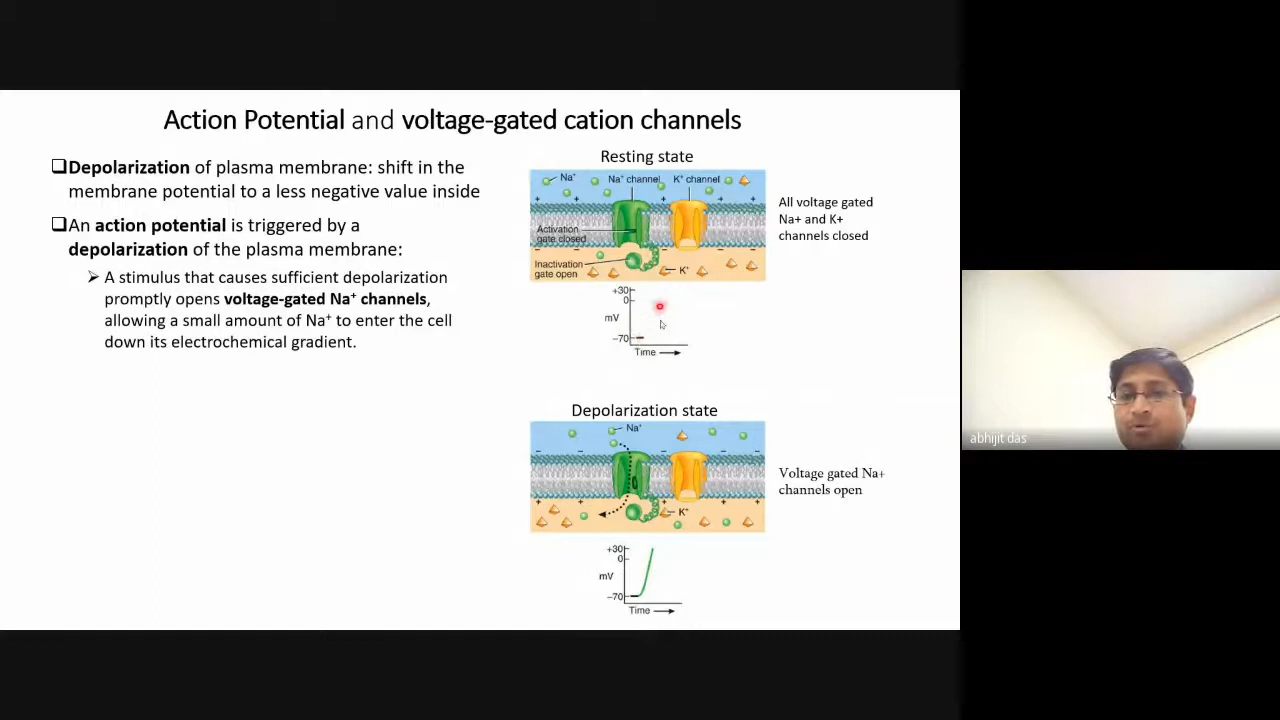 Action Potential and voltage-gated cation channels
❑Depolarization of plasma membrane: shift in the
membrane potential to a less negative value inside
❑An action potential is triggered by a
depolarization of the plasma membrane:
➢ A stimulus that causes sufficient depolarization
promptly opens voltage-gated Na⁺ channels,
allowing a small amount of Na⁺ to enter the cell
down its electrochemical gradient.
Resting state
Na⁺
Na⁺ channel
K⁺ channel
Activation
gate closed
Inactivation
gate open
K⁺
All voltage gated
Na+ and K+
channels closed
+30
0
mV
−70
Time
Depolarization state
Na⁺
K⁺
Voltage gated Na+
channels open
+30
0
mV
−70
Time
abhijit das